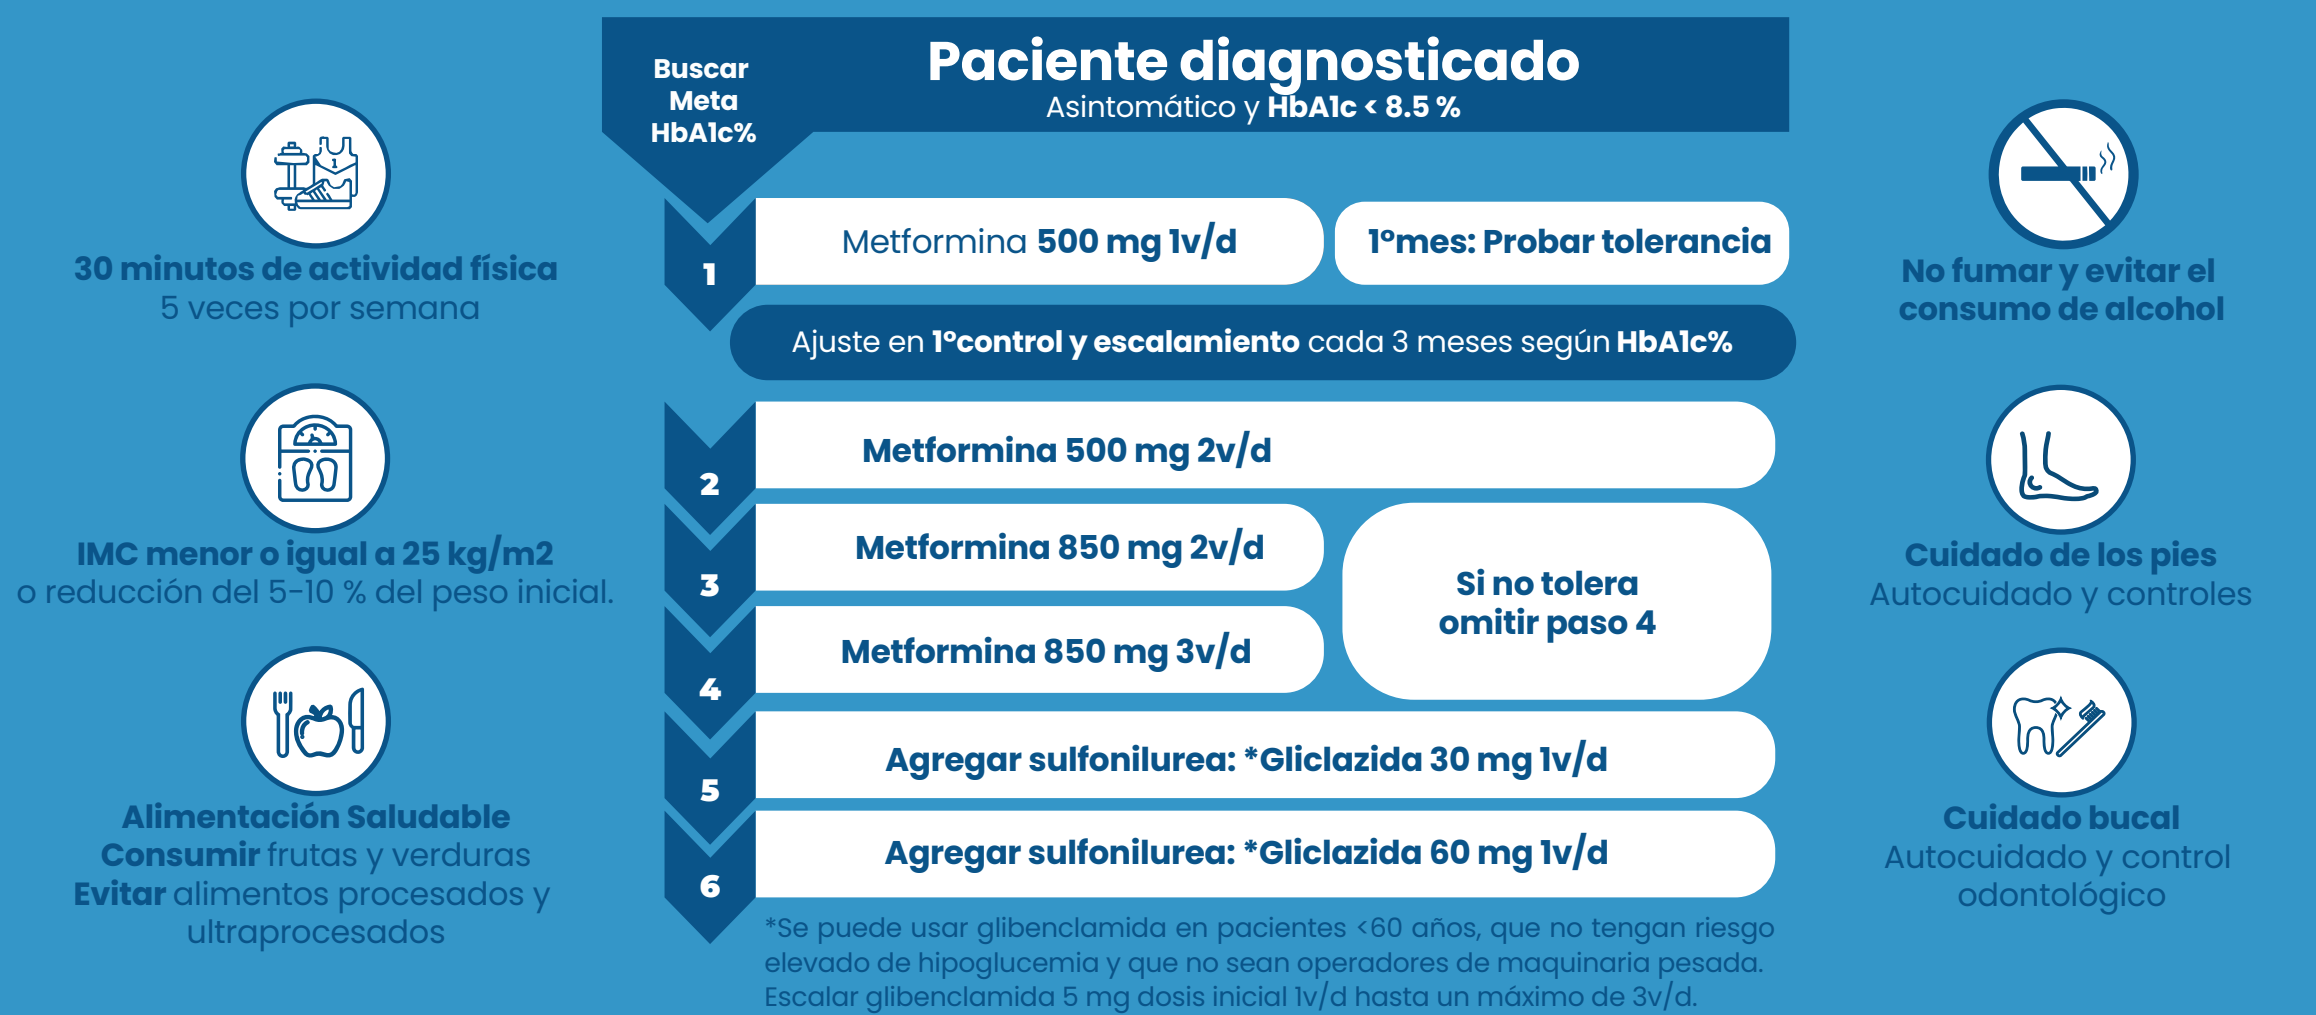 Buscar
Meta
HbA1c%
Paciente diagnosticado
Asintomático y HbA1c < 8.5 %
1
Metformina 500 mg 1v/d
1°mes: Probar tolerancia
Ajuste en 1°control y escalamiento cada 3 meses según HbA1c%
2
Metformina 500 mg 2v/d
3
Metformina 850 mg 2v/d
4
Metformina 850 mg 3v/d
Si no tolera
omitir paso 4
5
Agregar sulfonilurea: *Gliclazida 30 mg 1v/d
6
Agregar sulfonilurea: *Gliclazida 60 mg 1v/d
*Se puede usar glibenclamida en pacientes <60 años, que no tengan riesgo
elevado de hipoglucemia y que no sean operadores de maquinaria pesada.
Escalar glibenclamida 5 mg dosis inicial 1v/d hasta un máximo de 3v/d.
1
30 minutos de actividad física
5 veces por semana
IMC menor o igual a 25 kg/m2
o reducción del 5-10 % del peso inicial.
Alimentación Saludable
Consumir frutas y verduras
Evitar alimentos procesados y
ultraprocesados
No fumar y evitar el
consumo de alcohol
Cuidado de los pies
Autocuidado y controles
Cuidado bucal
Autocuidado y control
odontológico